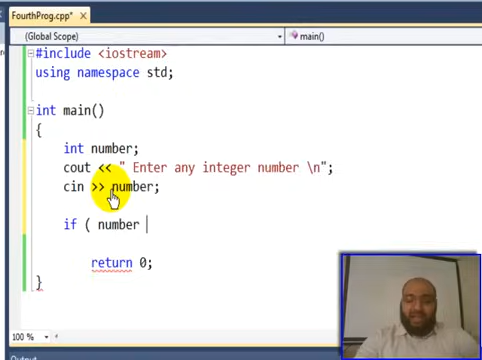 FourthProg.cpp* ×
(Global Scope) main()
#include <iostream>
using namespace std;
int main()
{
int number;
cout << " Enter any integer number \n";
cin >> number;
if ( number
return 0;
}
100 %
Output